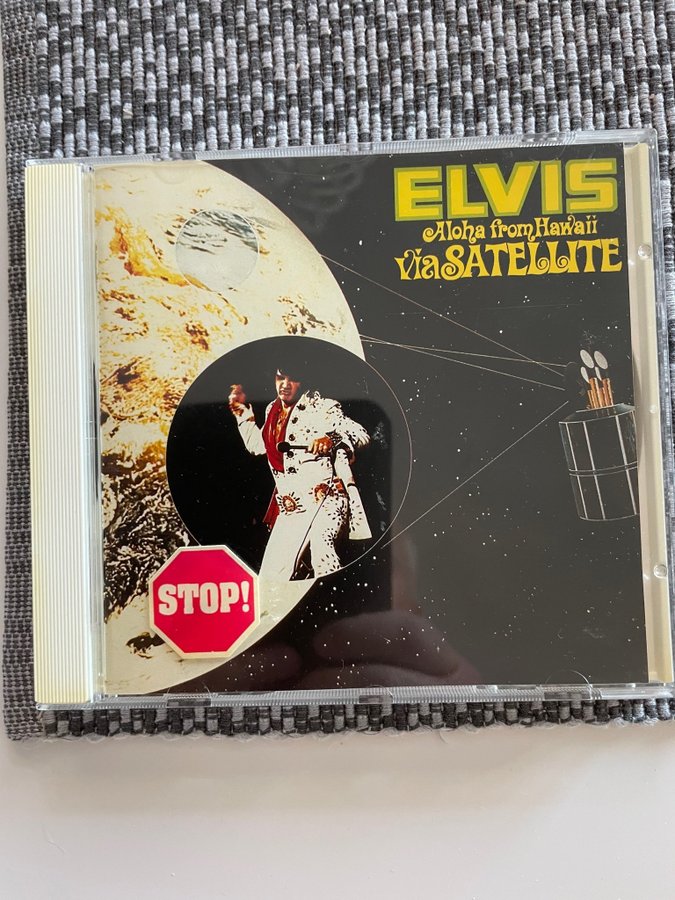 ELVIS
Aloha from Hawaii
Via SATELLITE
STOP!